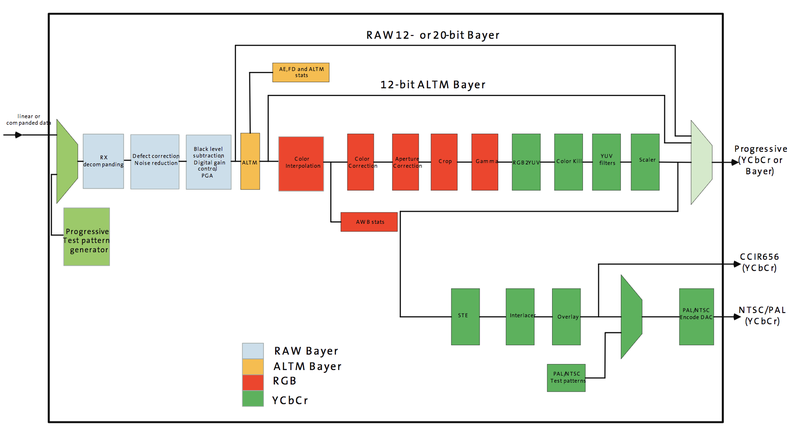 RAW 12- or 20-bit Bayer
AE,FD and ALTM
stats
12-bit ALTM Bayer
linear or
companded data
RX
decompanding
Defect correction
Noise reduction
Black level
subtraction
Digital gain
control
PGA
ALTM
Color
interpolation
Color
Correction
Aperture
Correction
Crop
Gamma
RGB2YUV
Color Kill
YUV
filters
Scaler
Progressive
(YCbCr or
Bayer)
Progressive
Test pattern
generator
AWB stats
CCIR656
(YCbCr)
STE
Interlacer
Overlay
PAL/NTSC
Encode DAC
NTSC/PAL
(YCbCr)
PAL/NTSC
Test patterns
RAW Bayer
ALTM Bayer
RGB
YCbCr